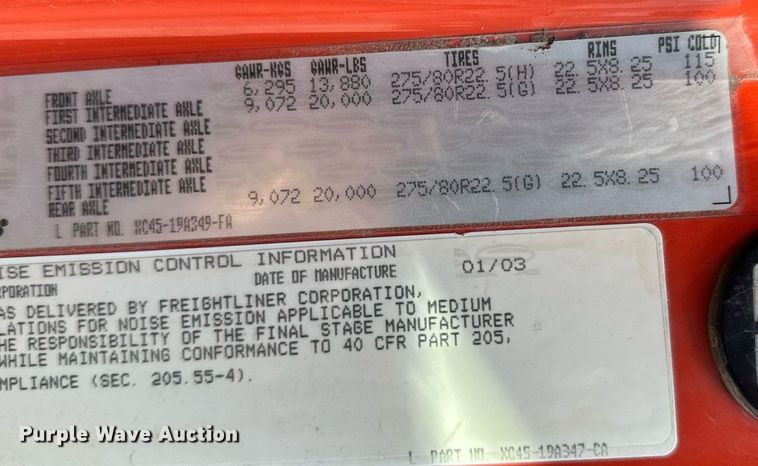 GAWR-KGS GAWR-LBS TIRES RIMS PSI COLD
FRONT AXLE 6,295 13,880 275/80R22.5(H) 22.5X8.25 115
FIRST INTERMEDIATE AXLE 9,072 20,000 275/80R22.5(G) 22.5X8.25 100
SECOND INTERMEDIATE AXLE
THIRD INTERMEDIATE AXLE
FOURTH INTERMEDIATE AXLE
FIFTH INTERMEDIATE AXLE
REAR AXLE 9,072 20,000 275/80R22.5(G) 22.5X8.25 100
L PART NO. XC45-19A349-FA
OISE EMISSION CONTROL INFORMATION
RPORATION DATE OF MANUFACTURE 01/03
AS DELIVERED BY FREIGHTLINER CORPORATION,
LATIONS FOR NOISE EMISSION APPLICABLE TO MEDIUM
HE RESPONSIBILITY OF THE FINAL STAGE MANUFACTURER
WHILE MAINTAINING CONFORMANCE TO 40 CFR PART 205,
MPLIANCE (SEC. 205.55-4).
L PART NO. XC45-19A347-CA
Purple Wave Auction